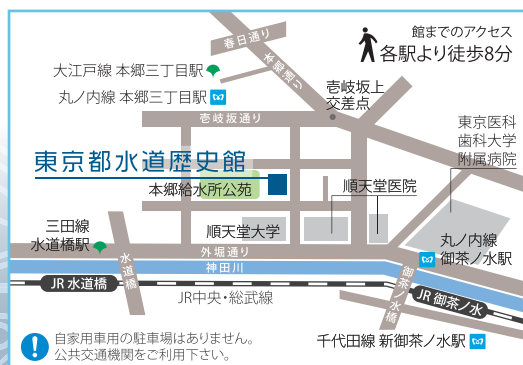 館までのアクセス
各駅より徒歩8分
春日通り
本郷通り
大江戸線 本郷三丁目駅
丸ノ内線 本郷三丁目駅
壱岐坂上
交差点
壱岐坂通り
東京医科
歯科大学
附属病院
東京都水道歴史館
本郷給水所公苑
順天堂医院
三田線
水道橋駅
順天堂大学
丸ノ内線
御茶ノ水駅
外堀通り
神田川
水道橋
御茶ノ水橋
JR 水道橋
JR中央・総武線
JR 御茶ノ水
自家用車用の駐車場はありません。
公共交通機関をご利用下さい。
千代田線 新御茶ノ水駅